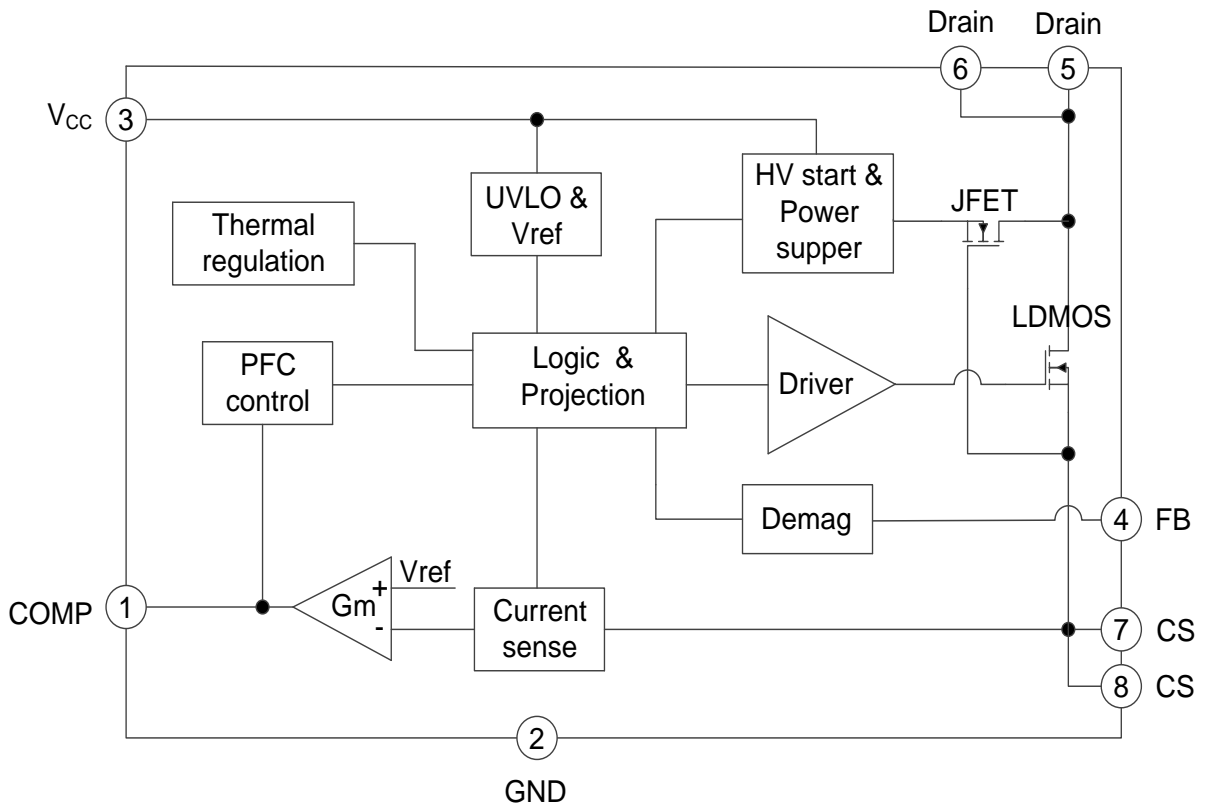 Drain
Drain
6
5
VCC
3
UVLO &
Vref
HV start &
Power
supper
JFET
Thermal
regulation
LDMOS
PFC
control
Logic &
Projection
Driver
Demag
4
FB
COMP
1
Gm
+
-
Vref
Current
sense
7
CS
8
CS
2
GND